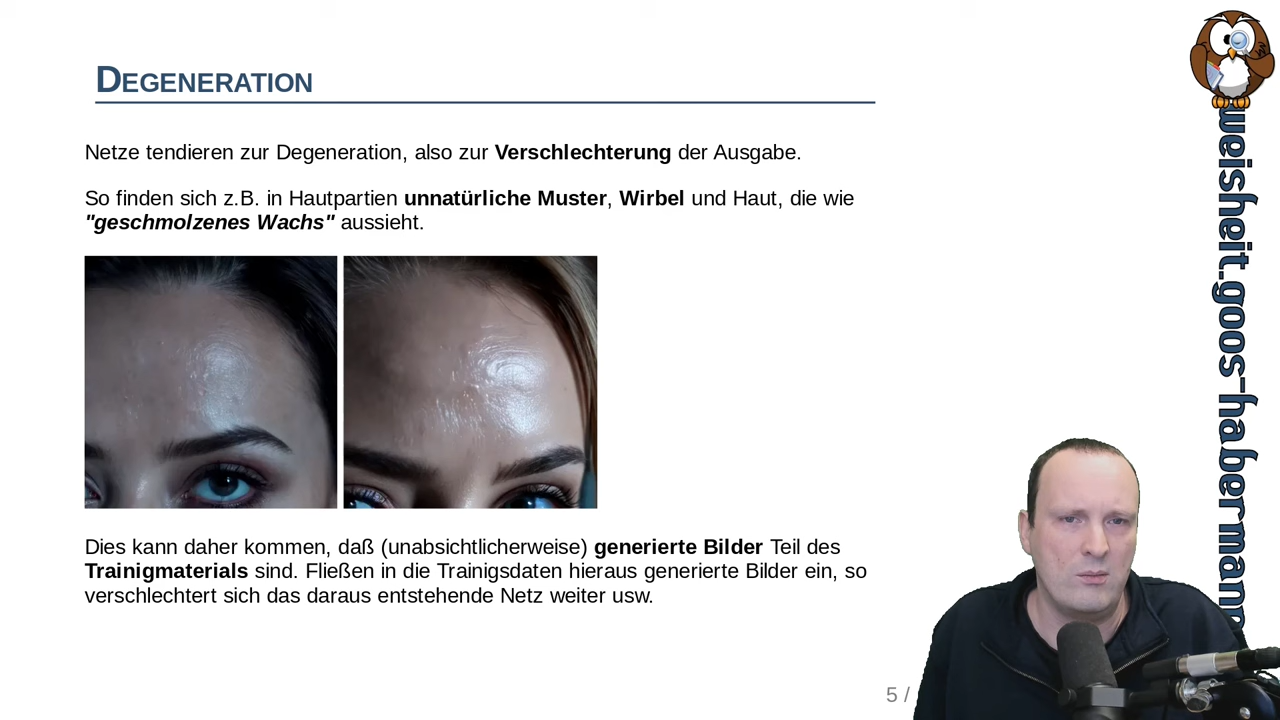 DEGENERATION
Netze tendieren zur Degeneration, also zur Verschlechterung der Ausgabe.
So finden sich z.B. in Hautpartien unnatürliche Muster, Wirbel und Haut, die wie
"geschmolzenes Wachs" aussieht.
Dies kann daher kommen, daß (unabsichtlicherweise) generierte Bilder Teil des
Trainigmaterials sind. Fließen in die Trainigsdaten hieraus generierte Bilder ein, so
verschlechtert sich das daraus entstehende Netz weiter usw.
5 /
weisheit.goos-habermann